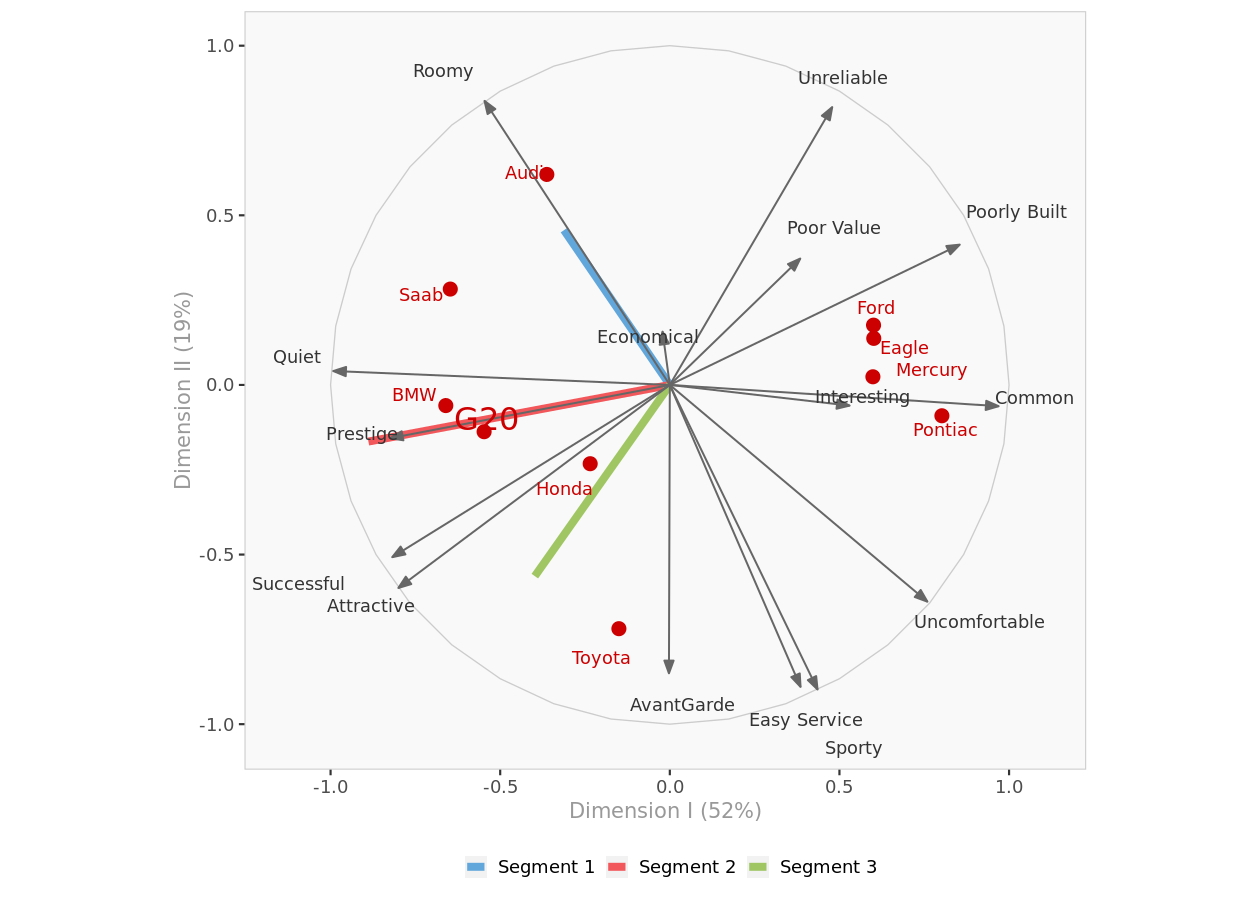 1.0
Roomy
Unreliable
Audi
Poorly Built
0.5
Poor Value
Saab
Ford
Economical
Eagle
Quiet
Mercury
0.0
BMW
Interesting
Common
G20
Prestige
Pontiac
Honda
-0.5
Successful
Attractive
Uncomfortable
Toyota
AvantGarde
Easy Service
-1.0
Sporty
Dimension II (19%)
-1.0 -0.5 0.0 0.5 1.0
Dimension I (52%)
Segment 1 Segment 2 Segment 3